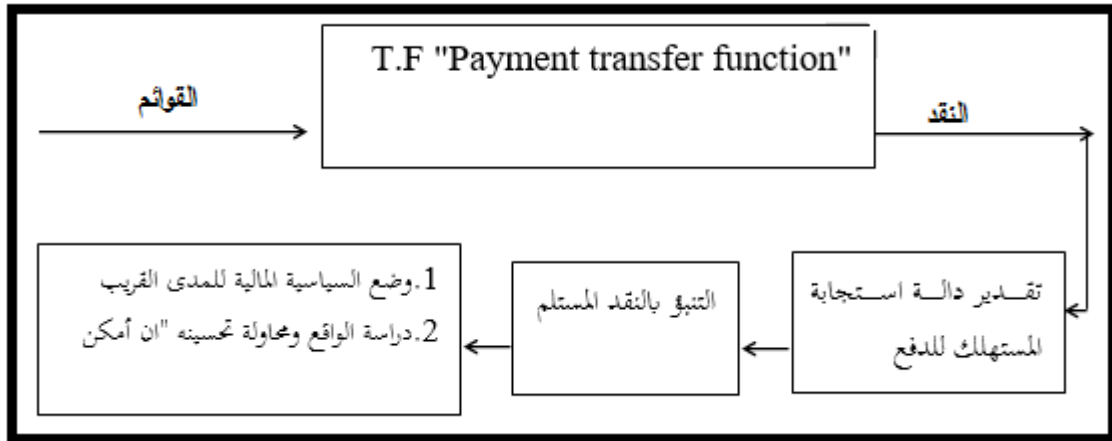 T.F "Payment transfer function"
القوائم
النقد
تقدير دالة استجابة
المستهلك للدفع
التنبؤ بالنقد المستلم
1.وضع السياسية المالية للمدى القريب
2.دراسة الواقع ومحاولة تحسينه "ان أمكن